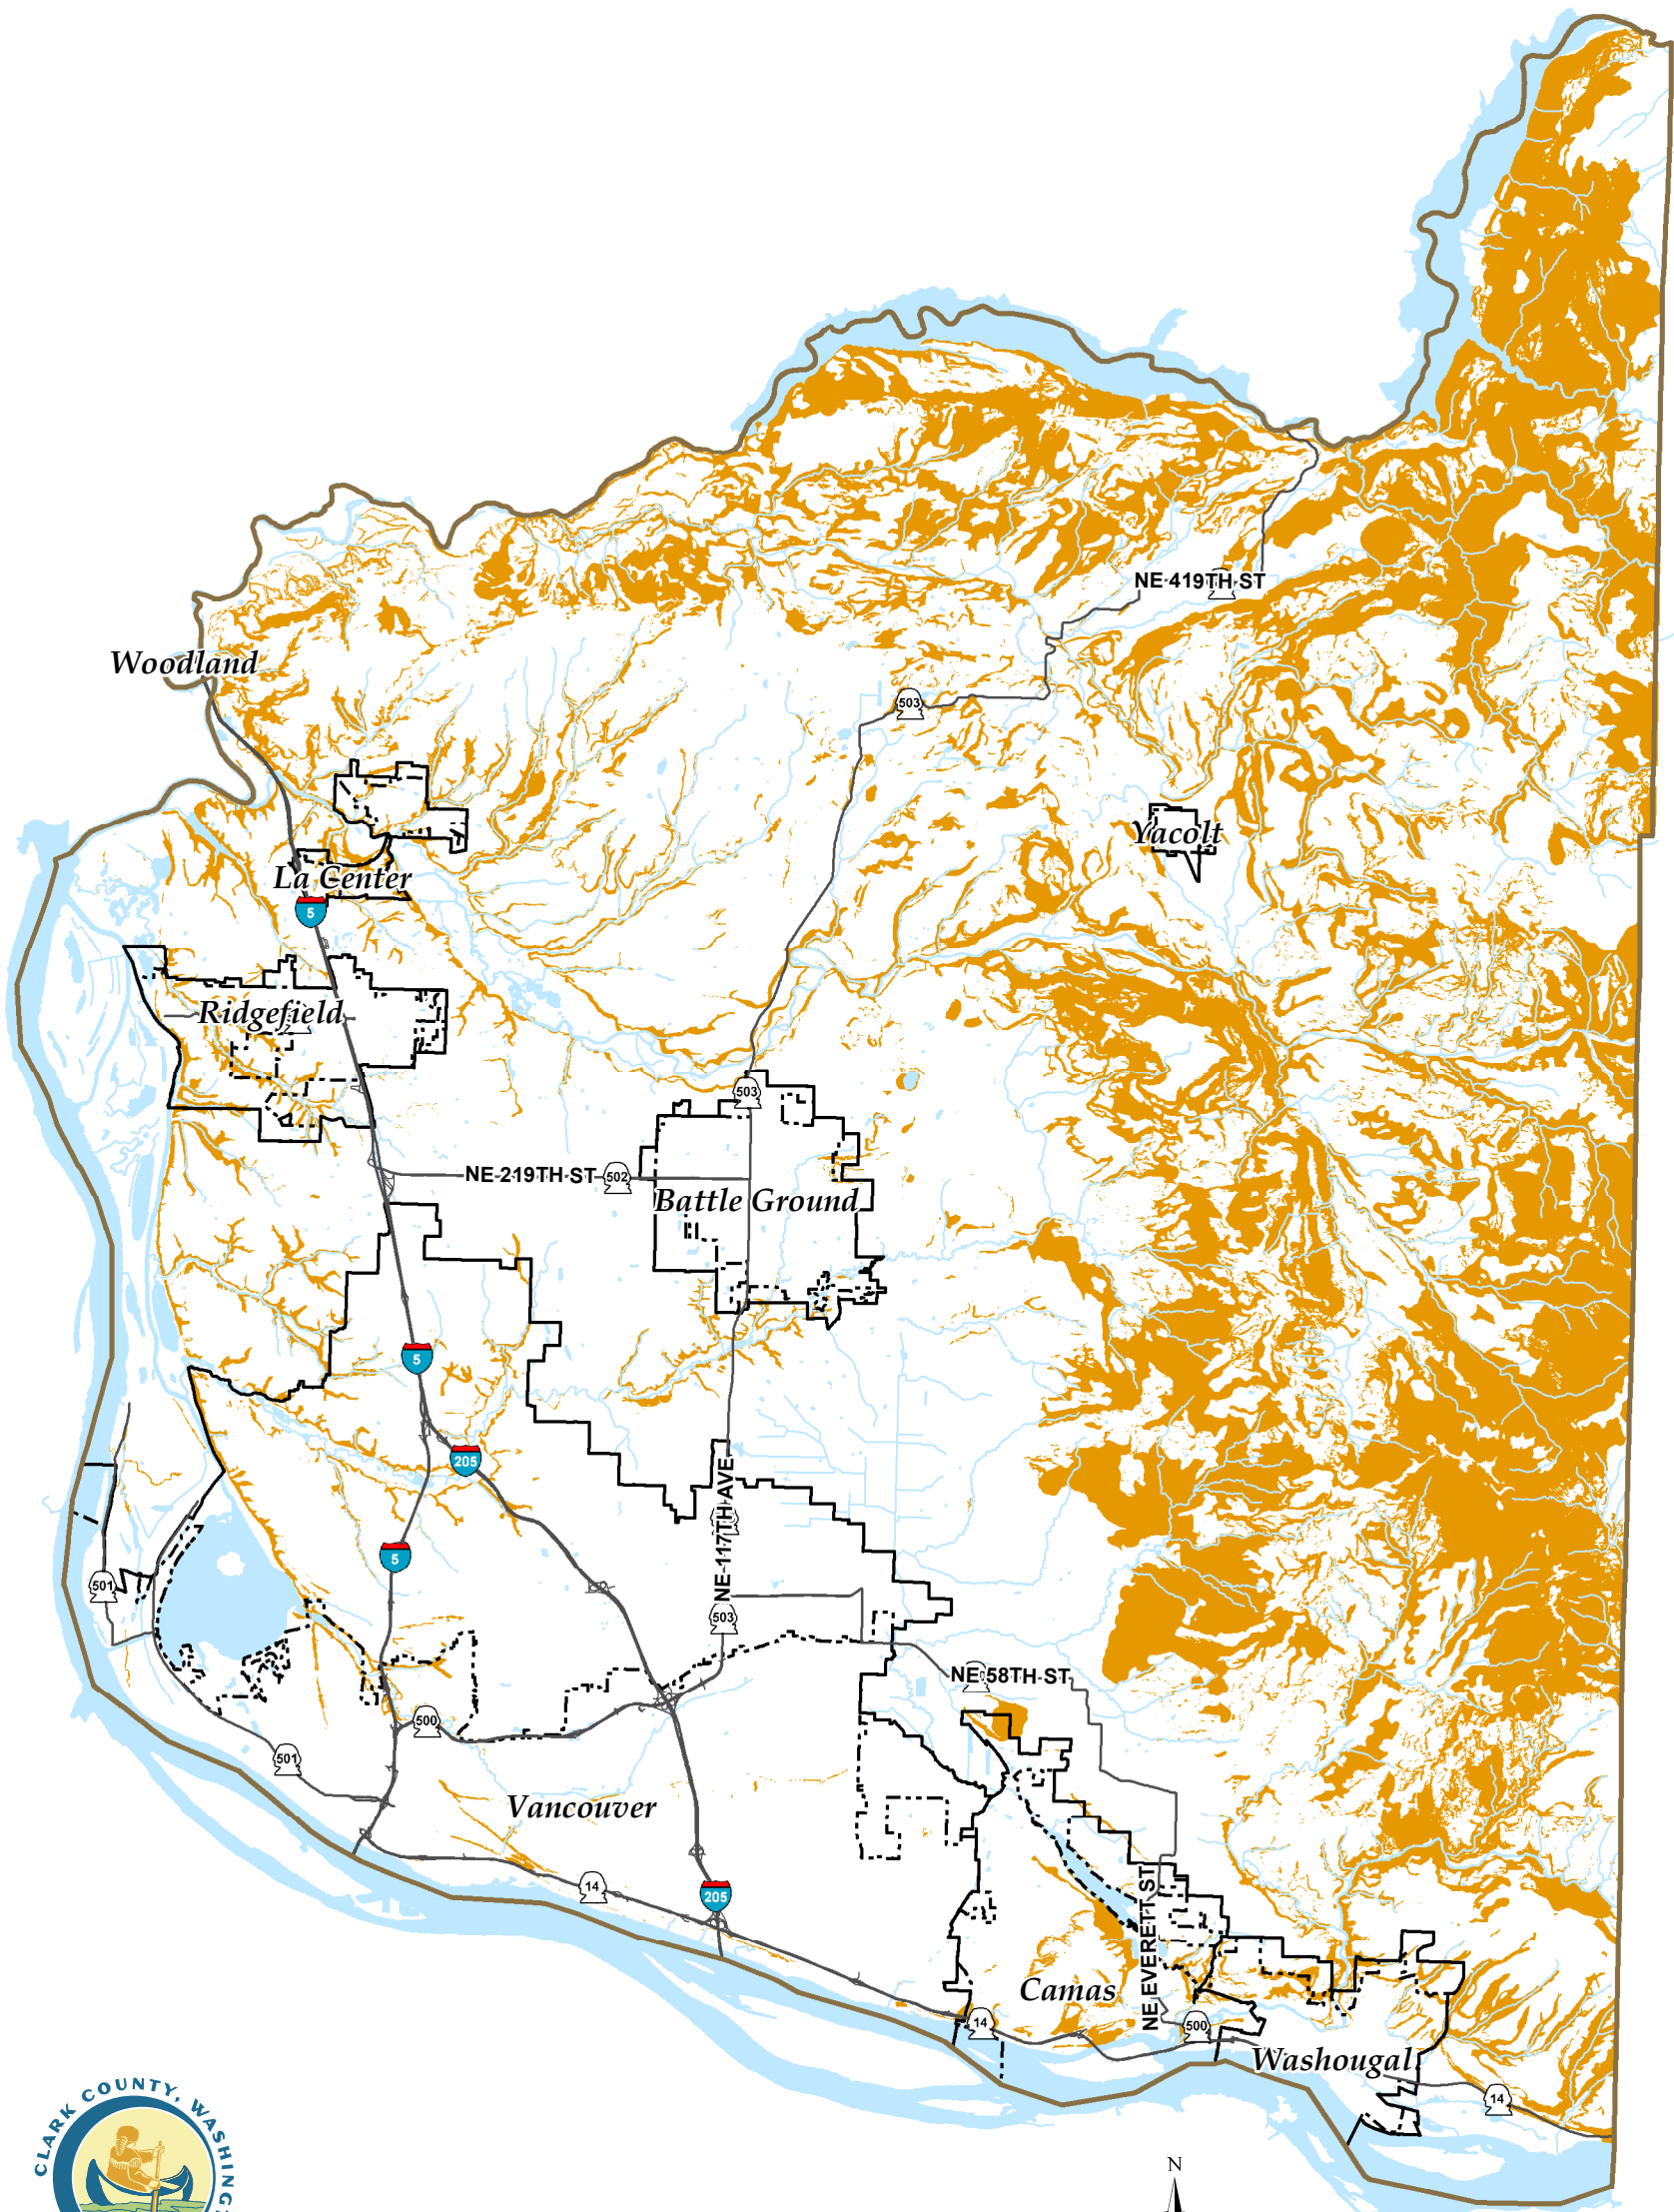 NE 419TH ST
Woodland
503
Yacolt
La Center
5
Ridgefield
503
NE 219TH ST
502
Battle Ground
5
205
NE 117TH AVE
5
501
503
NE 58TH ST
500
501
Vancouver
14
205
NE EVERETT ST
Camas
14
500
Washougal
14
CLARK COUNTY, WASHING
N